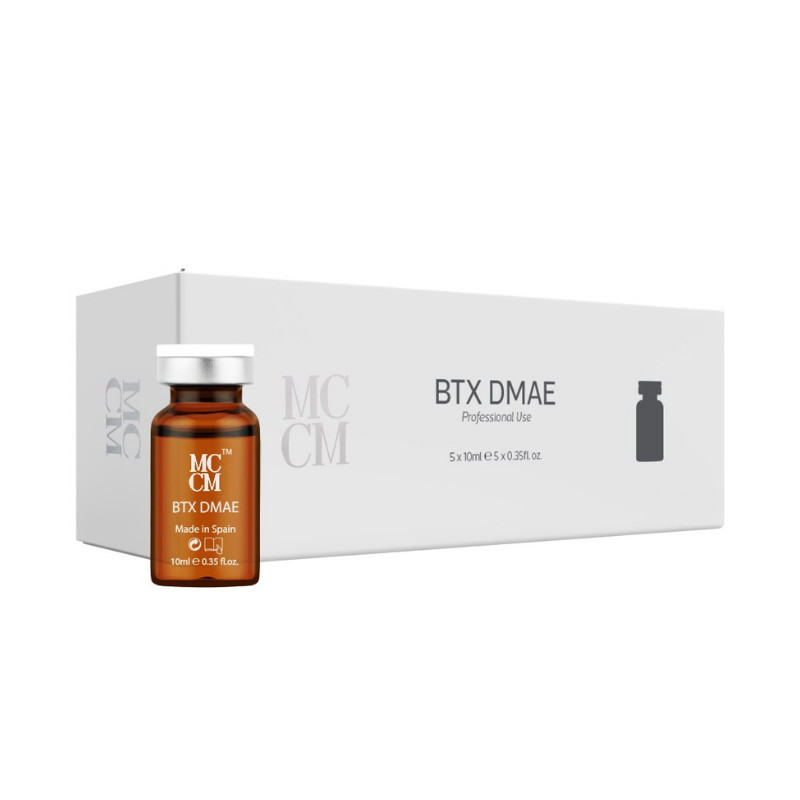 MC
CM
MC
CM
BTX DMAE
Professional Use
5 x 10ml ℮ 5 x 0.35fl. oz.
MC™
CM
BTX DMAE
Made in Spain
10ml ℮ 0.35 fl.oz.